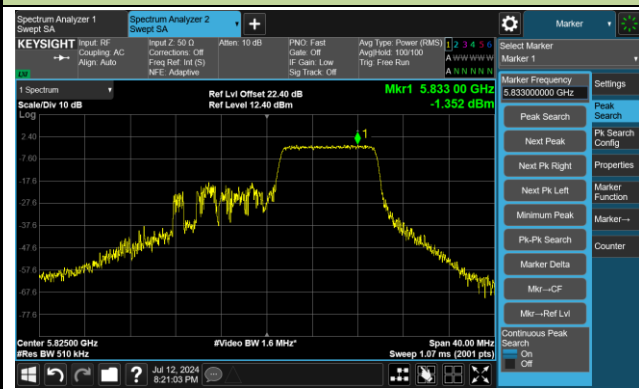 Spectrum Analyzer 1
Swept SA
Spectrum Analyzer 2
Swept SA
Marker
KEYSIGHT
Input: RF
Coupling: AC
Align: Auto
Input Z: 50 Ω
Corrections: Off
Freq Ref: Int (S)
NFE: Adaptive
Atten: 10 dB
PNO: Fast
Gate: Off
IF Gain: Low
Sig Track: Off
Avg Type: Power (RMS)
Avg|Hold: 100/100
Trig: Free Run
1 2 3 4 5 6
A W W W W W
A N N N N N
Select Marker
Marker 1
1 Spectrum
Scale/Div 10 dB
Log
Ref Lvl Offset 22.40 dB
Ref Level 12.40 dBm
Mkr1 5.833 00 GHz
-1.352 dBm
1
2.40
-7.60
-17.6
-27.6
-37.6
-47.6
-57.6
-67.6
-77.6
Center 5.82500 GHz
#Res BW 510 kHz
#Video BW 1.6 MHz*
Span 40.00 MHz
Sweep 1.07 ms (2001 pts)
Marker Frequency
5.833000000 GHz
Peak Search
Next Peak
Next Pk Right
Next Pk Left
Minimum Peak
Pk-Pk Search
Marker Delta
Mkr→CF
Mkr→Ref Lvl
Continuous Peak
Search
On
Off
Settings
Peak
Search
Pk Search
Config
Properties
Marker
Function
Marker→
Counter
Jul 12, 2024
8:21:03 PM